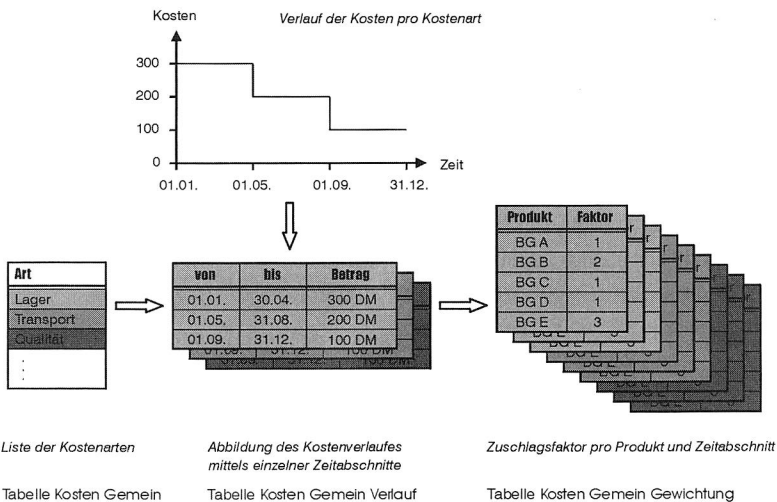 Kosten
Verlauf der Kosten pro Kostenart
300
200
100
0
Zeit
01.01. 01.05. 01.09. 31.12.
Art
Lager
Transport
Qualität
von bis Betrag
01.01. 30.04. 300 DM
01.05. 31.08. 200 DM
01.09. 31.12. 100 DM
Produkt Faktor
BG A 1
BG B 2
BG C 1
BG D 1
BG E 3
Liste der Kostenarten
Abbildung des Kostenverlaufes
mittels einzelner Zeitabschnitte
Zuschlagsfaktor pro Produkt und Zeitabschnitt
Tabelle Kosten Gemein
Tabelle Kosten Gemein Verlauf
Tabelle Kosten Gemein Gewichtung